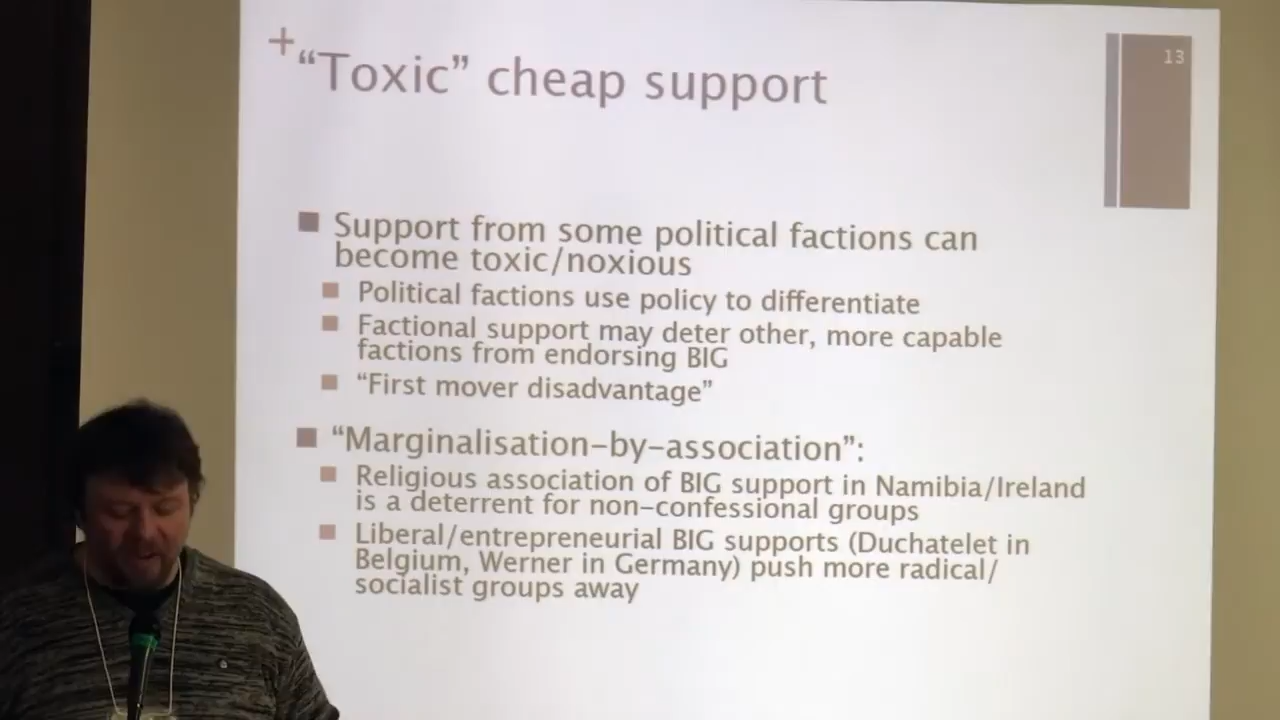 +
“Toxic” cheap support
13
■ Support from some political factions can
become toxic/noxious
■ Political factions use policy to differentiate
■ Factional support may deter other, more capable
factions from endorsing BIG
■ “First mover disadvantage”
■ “Marginalisation-by-association”:
■ Religious association of BIG support in Namibia/Ireland
is a deterrent for non-confessional groups
■ Liberal/entrepreneurial BIG supports (Duchatelet in
Belgium, Werner in Germany) push more radical/
socialist groups away